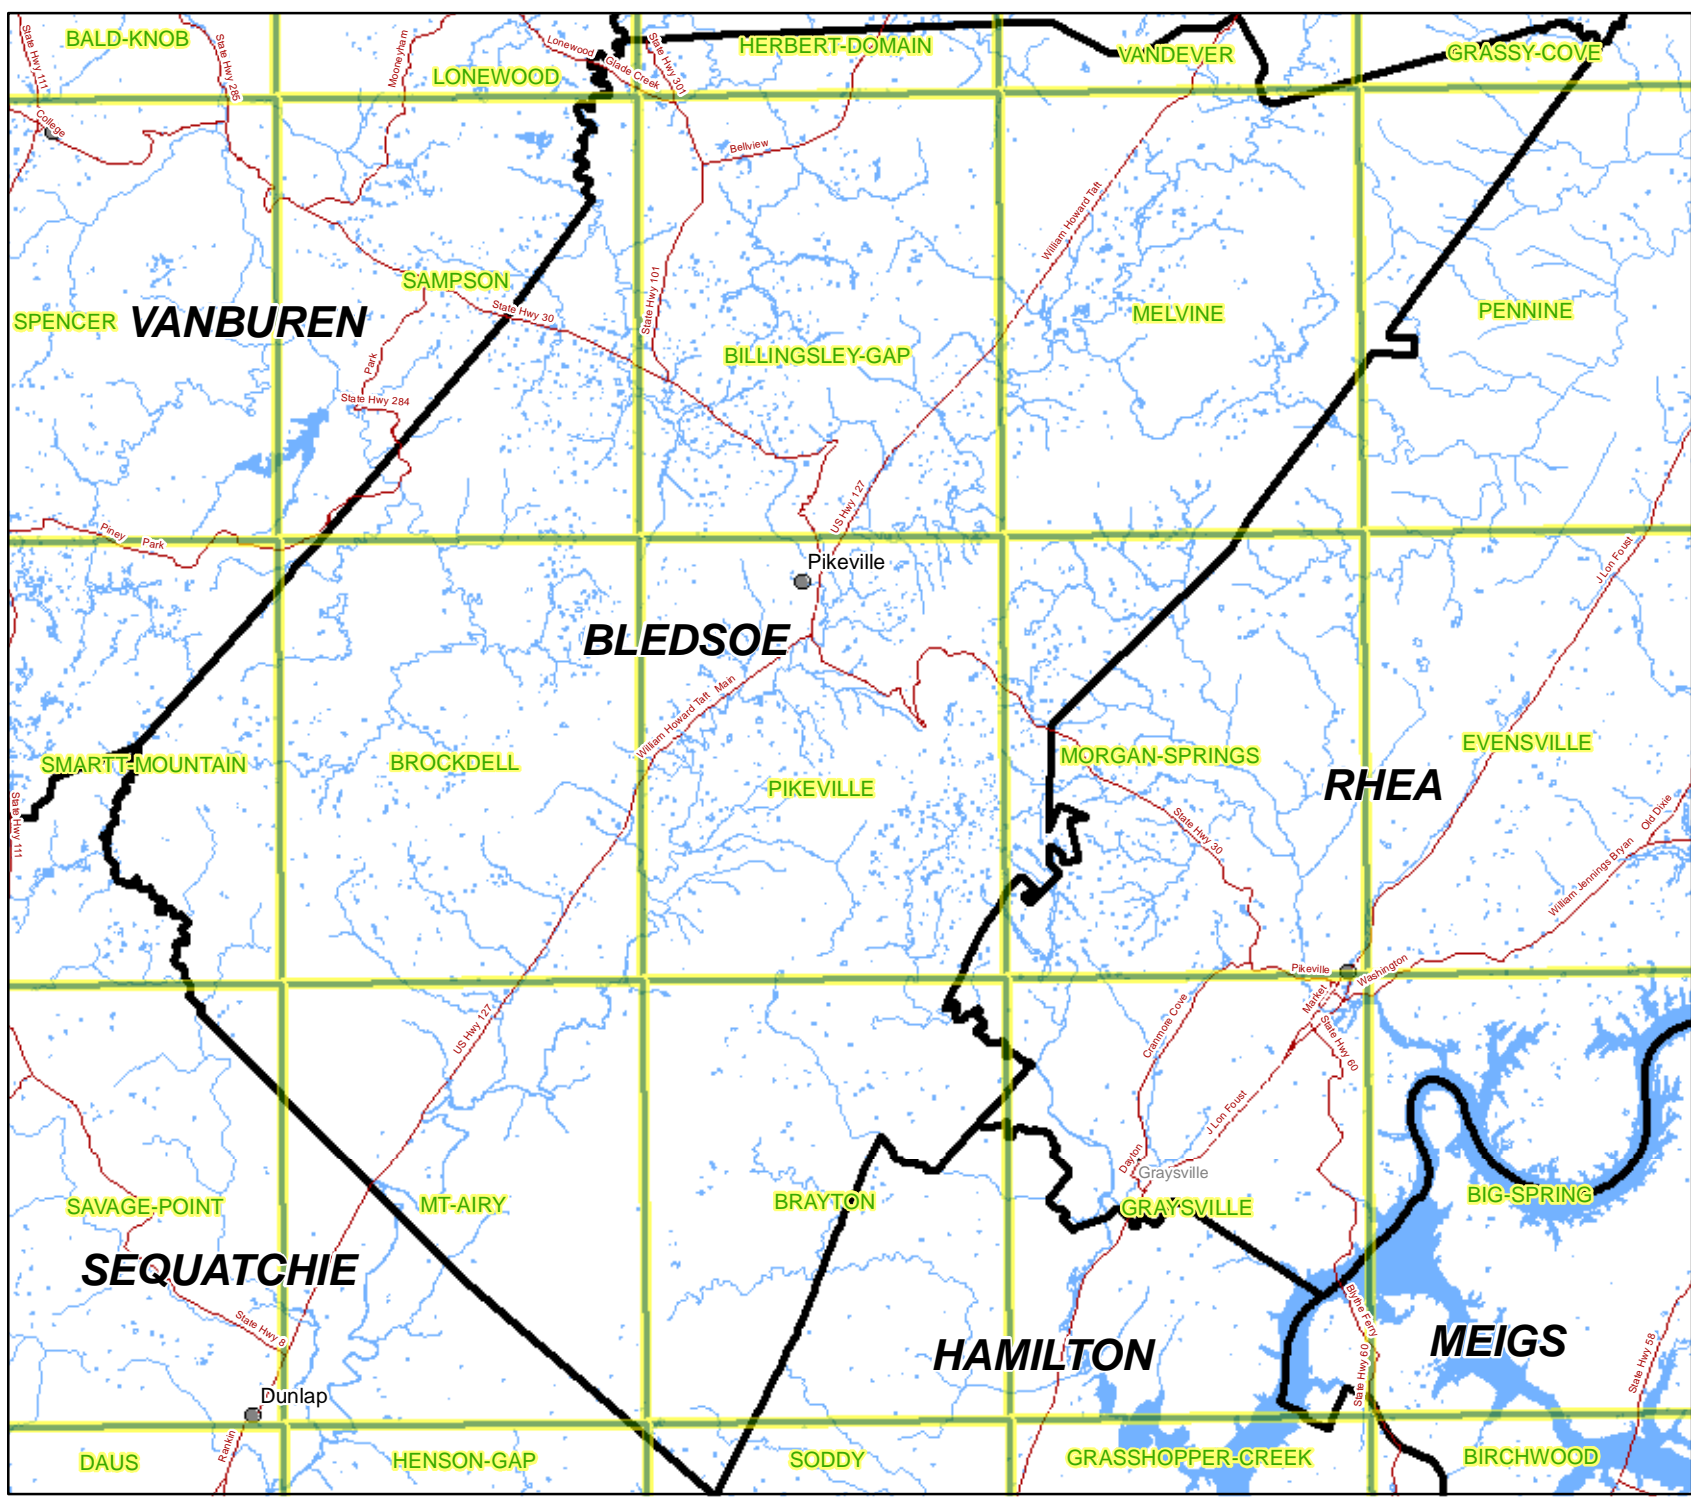 BALD-KNOB
HERBERT-DOMAIN
VANDEVER
GRASSY-COVE
LONEWOOD
State Hwy 111
State Hwy 285
Mooneyham
Lonewood
Glade Creek
State Hwy 301
College
Bellview
William Howard Taft
SAMPSON
State Hwy 30
State Hwy 101
SPENCER
VANBUREN
MELVINE
PENNINE
BILLINGSLEY-GAP
Park
State Hwy 284
US Hwy 127
Piney
Park
Pikeville
J Lon Foust
BLEDSOE
William Howard Taft
Main
SMARTT-MOUNTAIN
BROCKDELL
PIKEVILLE
MORGAN-SPRINGS
EVENSVILLE
RHEA
State Hwy 111
State Hwy 30
Old Dixie
William Jennings Bryan
Pikeville
Washington
Market
State Hwy 60
US Hwy 127
Cranmore Cove
J Lon Foust
Dayton
Graysville
SAVAGE-POINT
MT-AIRY
BRAYTON
GRAYSVILLE
BIG-SPRING
SEQUATCHIE
State Hwy 8
HAMILTON
MEIGS
Blythe Ferry
State Hwy 60
State Hwy 58
Dunlap
Rankin
DAUS
HENSON-GAP
SODDY
GRASSHOPPER-CREEK
BIRCHWOOD